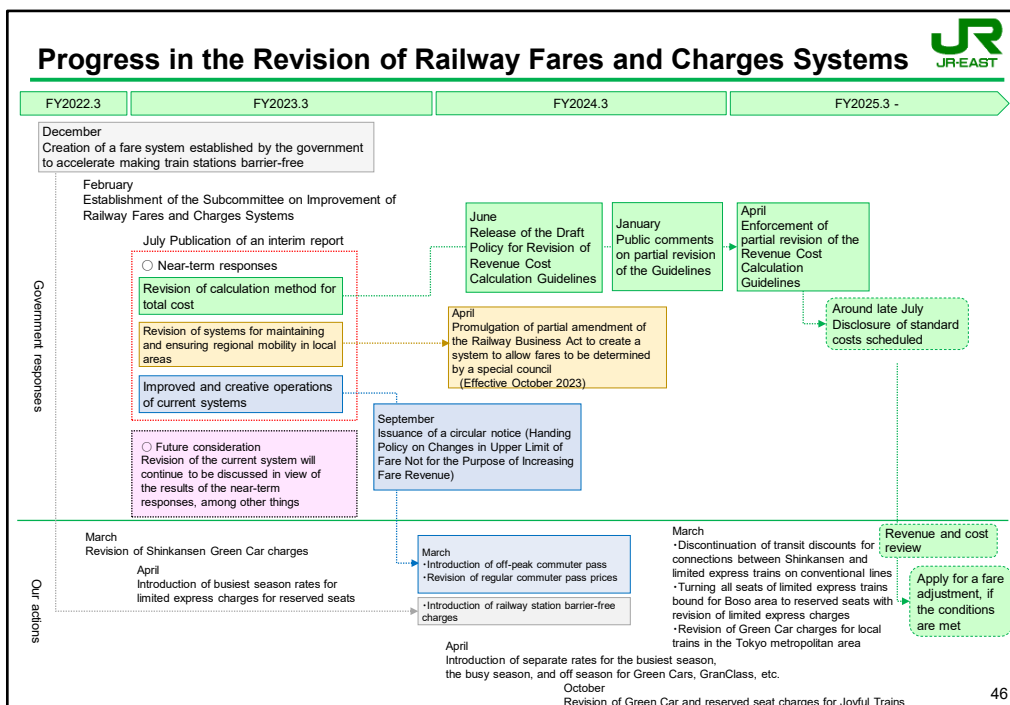 Progress in the Revision of Railway Fares and Charges Systems
JR
JR-EAST
FY2022.3
FY2023.3
FY2024.3
FY2025.3 -
Government responses
December
Creation of a fare system established by the government
to accelerate making train stations barrier-free
February
Establishment of the Subcommittee on Improvement of
Railway Fares and Charges Systems
July Publication of an interim report
○ Near-term responses
Revision of calculation method for
total cost
Revision of systems for maintaining
and ensuring regional mobility in local
areas
Improved and creative operations
of current systems
○ Future consideration
Revision of the current system will
continue to be discussed in view of
the results of the near-term
responses, among other things
June
Release of the Draft
Policy for Revision of
Revenue Cost
Calculation Guidelines
January
Public comments
on partial revision
of the Guidelines
April
Enforcement of
partial revision of the
Revenue Cost
Calculation
Guidelines
Around late July
Disclosure of standard
costs scheduled
April
Promulgation of partial amendment of
the Railway Business Act to create a
system to allow fares to be determined
by a special council
(Effective October 2023)
September
Issuance of a circular notice (Handing
Policy on Changes in Upper Limit of
Fare Not for the Purpose of Increasing
Fare Revenue)
Our actions
March
Revision of Shinkansen Green Car charges
April
Introduction of busiest season rates for
limited express charges for reserved seats
March
・Introduction of off-peak commuter pass
・Revision of regular commuter pass prices
・Introduction of railway station barrier-free
charges
April
Introduction of separate rates for the busiest season,
the busy season, and off season for Green Cars, GranClass, etc.
October
Revision of Green Car and reserved seat charges for Joyful Trains
March
・Discontinuation of transit discounts for
connections between Shinkansen and
limited express trains on conventional lines
・Turning all seats of limited express trains
bound for Boso area to reserved seats with
revision of limited express charges
・Revision of Green Car charges for local
trains in the Tokyo metropolitan area
Revenue and cost
review
Apply for a fare
adjustment, if
the conditions
are met
46